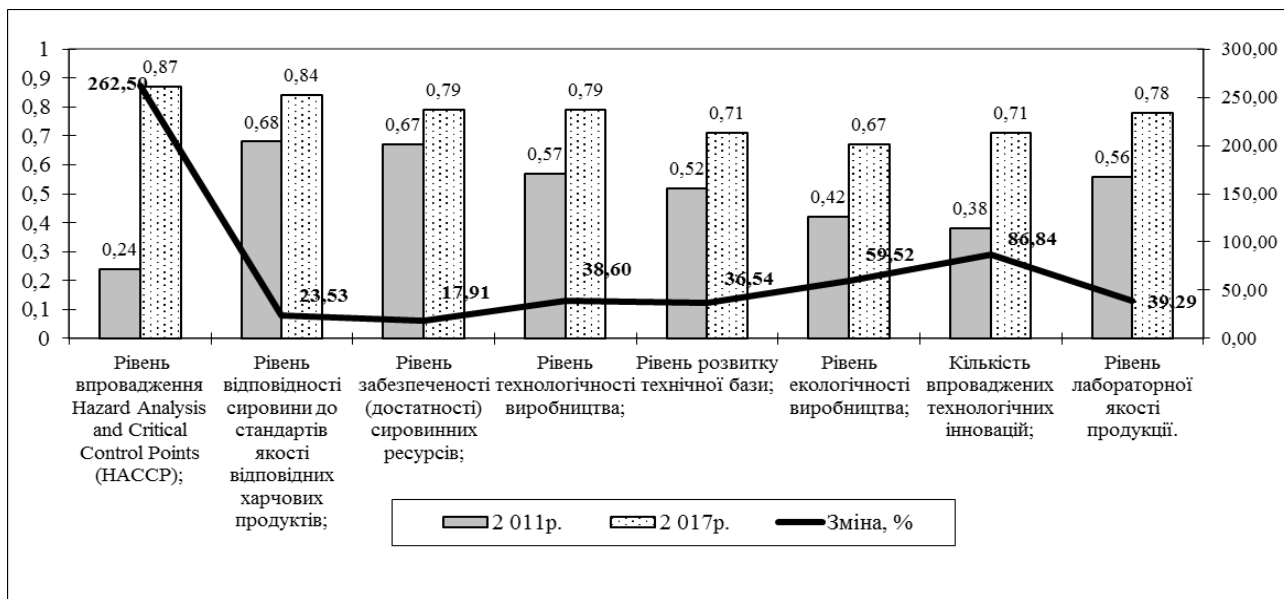 1
0,9
0,8
0,7
0,6
0,5
0,4
0,3
0,2
0,1
0
300,00
250,00
200,00
150,00
100,00
50,00
0,00
262,50
0,87
0,24
0,84
0,68
23,53
0,79
0,67
17,91
0,79
0,57
38,60
0,71
0,52
36,54
0,67
0,42
59,52
0,71
0,38
86,84
0,78
0,56
39,29
Рівень
впровадження
Hazard Analysis
and Critical
Control Points
(HACCP);
Рівень
відповідності
сировини до
стандартів
якості
відповідних
харчових
продуктів;
Рівень
забезпеченості
(достатності)
сировинних
ресурсів;
Рівень
технологічності
виробництва;
Рівень розвитку
технічної бази;
Рівень
екологічності
виробництва;
Кількість
впроваджених
технологічних
інновацій;
Рівень
лабораторної
якості
продукції.
2 011р.
2 017р.
Зміна, %